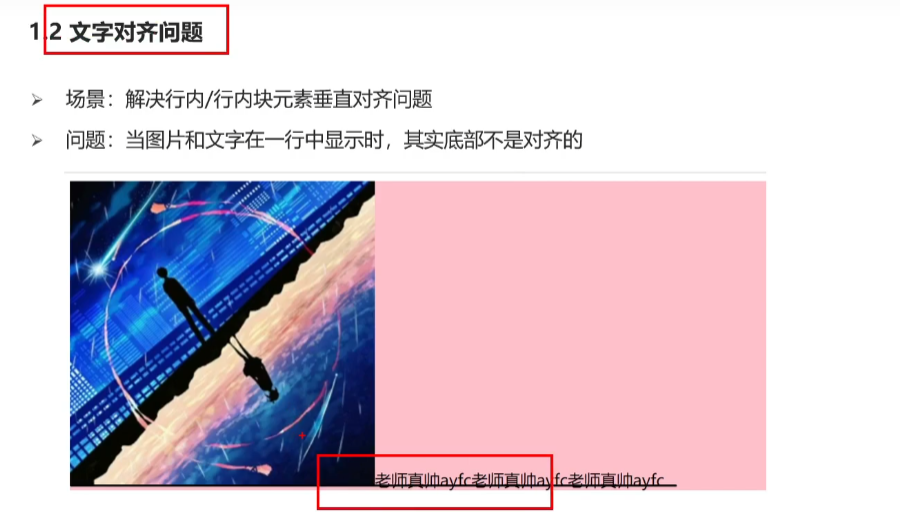 1.2 文字对齐问题
➢ 场景：解决行内/行内块元素垂直对齐问题
➢ 问题：当图片和文字在一行中显示时，其实底部不是对齐的
老师真帅ayfc老师真帅ayfc老师真帅ayfc